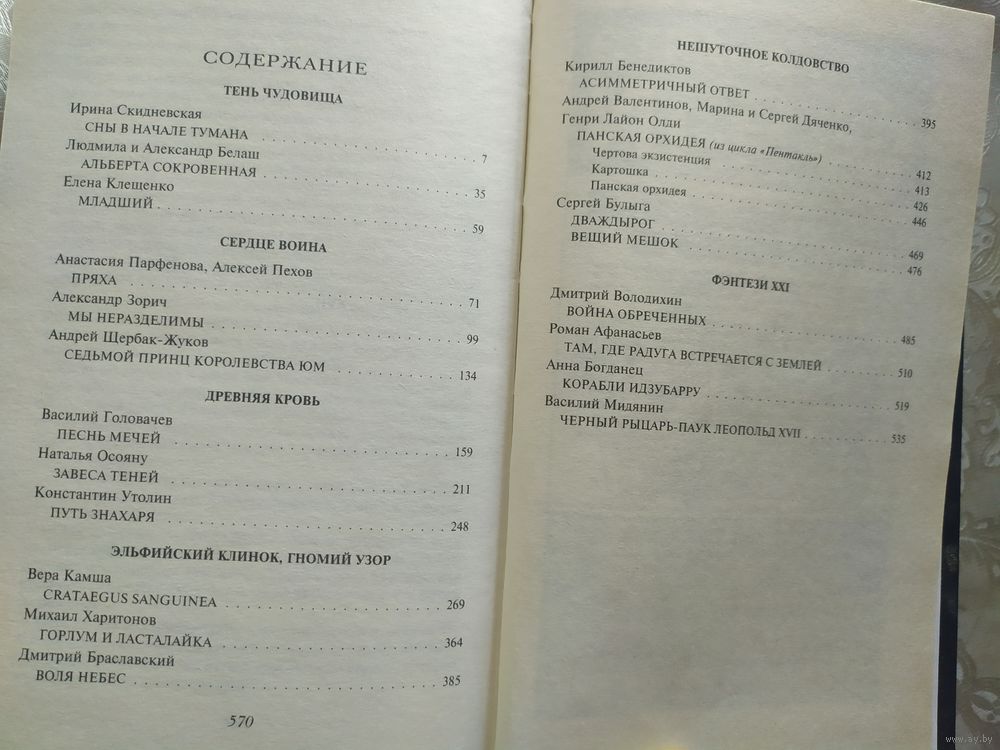 СОДЕРЖАНИЕ
ТЕНЬ ЧУДОВИЩА
Ирина Скидневская
СНЫ В НАЧАЛЕ ТУМАНА . . . . . . . . . . 7
Людмила и Александр Белаш
АЛЬБЕРТА СОКРОВЕННАЯ . . . . . . . . . . 35
Елена Клещенко
МЛАДШИЙ . . . . . . . . . . 59
СЕРДЦЕ ВОИНА
Анастасия Парфенова, Алексей Пехов
ПРЯХА . . . . . . . . . . 71
Александр Зорич
МЫ НЕРАЗДЕЛИМЫ . . . . . . . . . . 99
Андрей Щербак-Жуков
СЕДЬМОЙ ПРИНЦ КОРОЛЕВСТВА ЮМ . . . . . . . . . . 134
ДРЕВНЯЯ КРОВЬ
Василий Головачев
ПЕСНЬ МЕЧЕЙ . . . . . . . . . . 159
Наталья Осояну
ЗАВЕСА ТЕНЕЙ . . . . . . . . . . 211
Константин Утолин
ПУТЬ ЗНАХАРЯ . . . . . . . . . . 248
ЭЛЬФИЙСКИЙ КЛИНОК, ГНОМИЙ УЗОР
Вера Камша
CRATAEGUS SANGUINEA . . . . . . . . . . 269
Михаил Харитонов
ГОРЛУМ И ЛАСТАЛАЙКА . . . . . . . . . . 364
Дмитрий Браславский
ВОЛЯ НЕБЕС . . . . . . . . . . 385
570
НЕШУТОЧНОЕ КОЛДОВСТВО
Кирилл Бенедиктов
АСИММЕТРИЧНЫЙ ОТВЕТ . . . . . . . . . . 395
Андрей Валентинов, Марина и Сергей Дяченко,
Генри Лайон Олди
ПАНСКАЯ ОРХИДЕЯ (из цикла «Пентакль») . . . . . . . . . . 412
Чертова экзистенция . . . . . . . . . . 413
Картошка . . . . . . . . . . 426
Панская орхидея . . . . . . . . . . 446
Сергей Булыга
ДВАЖДЫРОГ . . . . . . . . . . 469
ВЕЩИЙ МЕШОК . . . . . . . . . . 476
ФЭНТЕЗИ XXI
Дмитрий Володихин
ВОЙНА ОБРЕЧЕННЫХ . . . . . . . . . . 485
Роман Афанасьев
ТАМ, ГДЕ РАДУГА ВСТРЕЧАЕТСЯ С ЗЕМЛЕЙ . . . . . . . . . . 510
Анна Богданец
КОРАБЛИ ИДЗУБАРРУ . . . . . . . . . . 519
Василий Мидянин
ЧЕРНЫЙ РЫЦАРЬ-ПАУК ЛЕОПОЛЬД XVII . . . . . . . . . . 535
www.ay.by